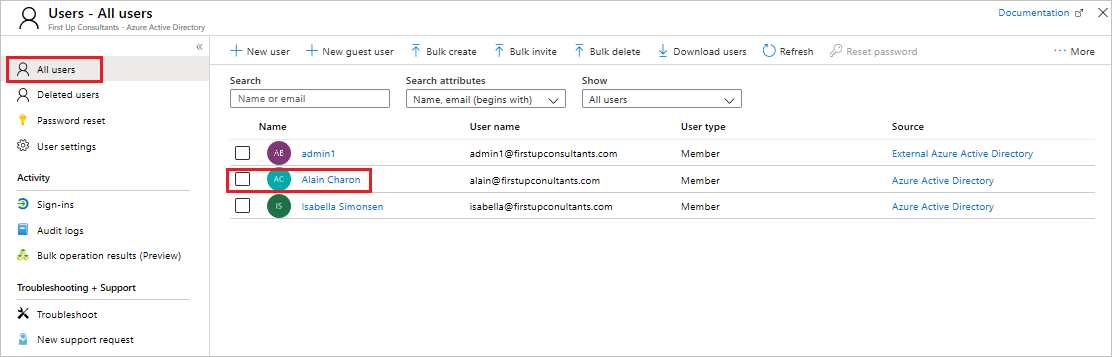 Users - All users
First Up Consultants - Azure Active Directory
Documentation
«
All users
Deleted users
Password reset
User settings
Activity
Sign-ins
Audit logs
Bulk operation results (Preview)
Troubleshooting + Support
Troubleshoot
New support request
New user New guest user Bulk create Bulk invite Bulk delete Download users Refresh Reset password ... More
Search Search attributes Show
Name or email Name, email (begins with) All users
Name User name User type Source
AB admin1 admin1@firstupconsultants.com Member External Azure Active Directory
AC Alain Charon alain@firstupconultants.com Member Azure Active Directory
IS Isabella Simonsen isabella@firstupconultants.com Member Azure Active Directory